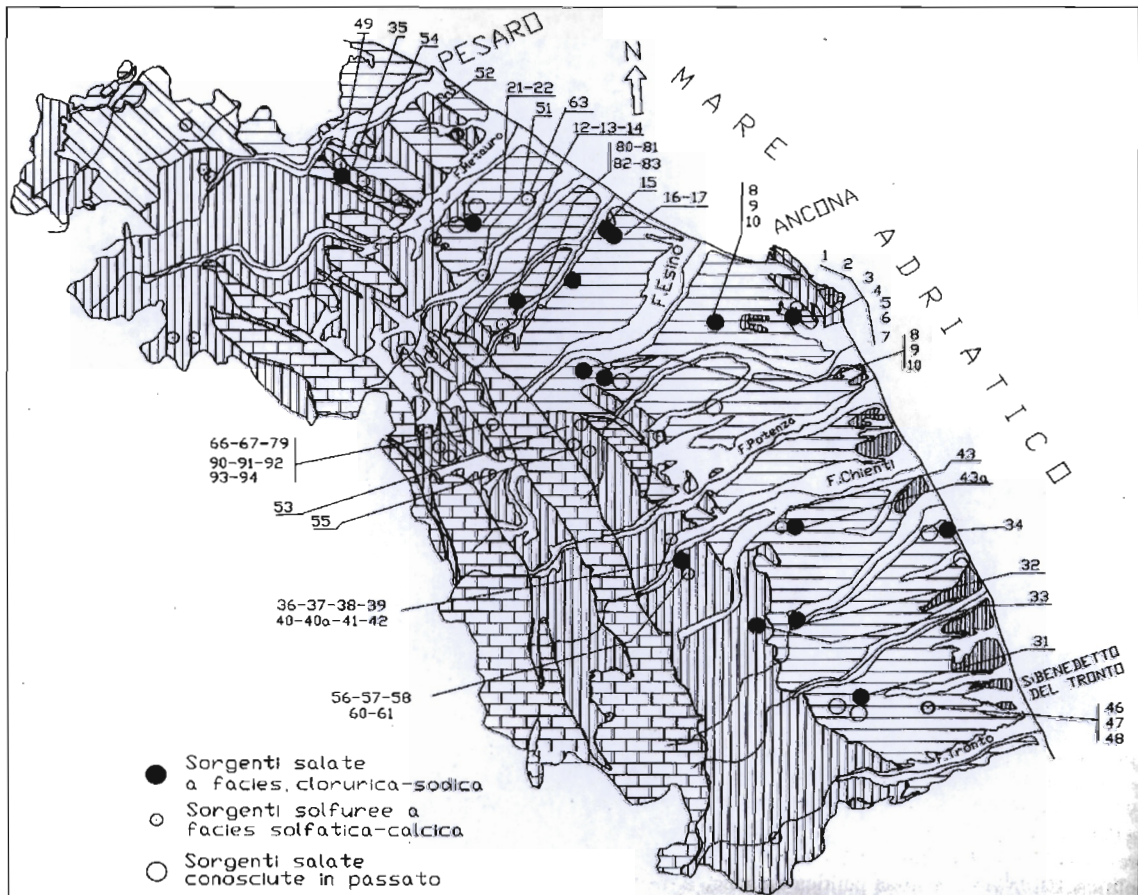 49
35
54
PESARO
52
21-22
51
63
12-13-14
80-81
82-83
15
16-17
N
MARE ADRIATICO
8
9
10
ANCONA
1
2
3
4
5
6
7
8
9
10
F.Metauro
F.Esino
F.Potenza
F.Chienti
43
43a
34
32
33
31
66-67-79
90-91-92
93-94
53
55
36-37-38-39
40-40a-41-42
56-57-58
60-61
S.BENEDETTO
DEL TRONTO
46
47
48
F.Tronto
Sorgenti salate
a facies, clorurica-sodica
Sorgenti solfuree a
facies solfatica-calcica
Sorgenti salate
conosciute in passato